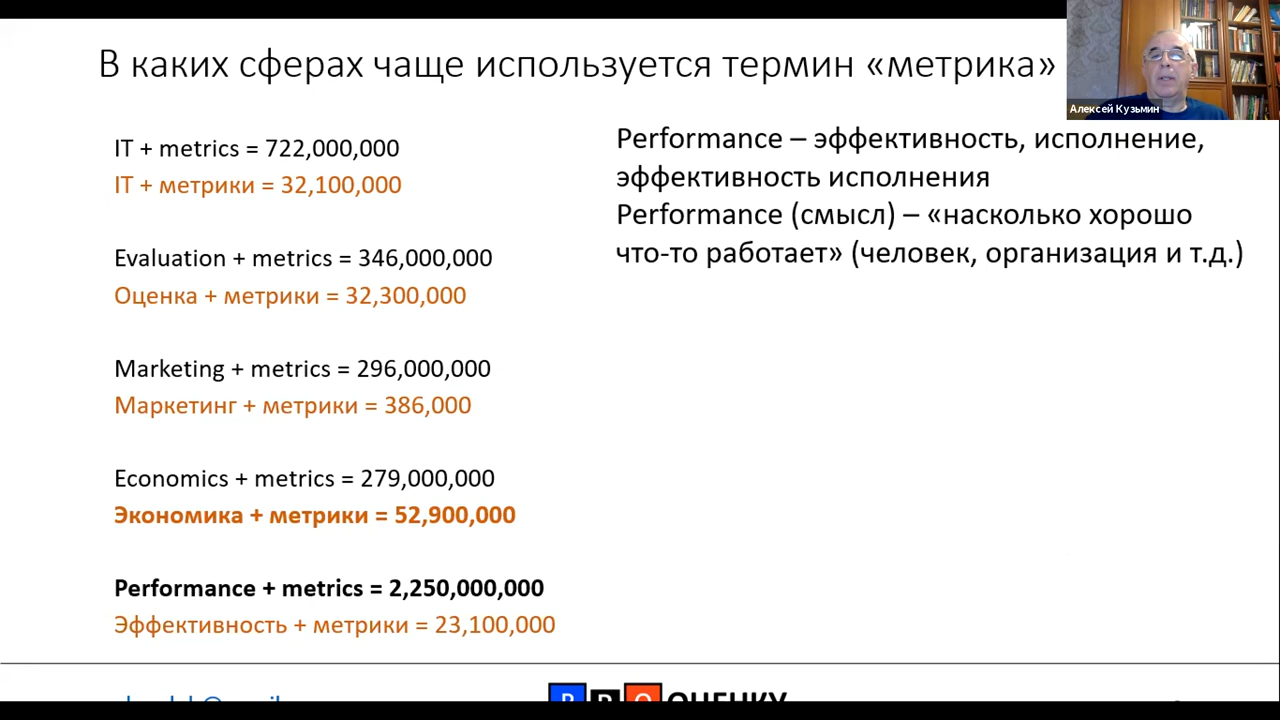 В каких сферах чаще используется термин «метрика»
Алексей Кузьмин
IT + metrics = 722,000,000
IT + метрики = 32,100,000
Evaluation + metrics = 346,000,000
Оценка + метрики = 32,300,000
Marketing + metrics = 296,000,000
Маркетинг + метрики = 386,000
Economics + metrics = 279,000,000
Экономика + метрики = 52,900,000
Performance + metrics = 2,250,000,000
Эффективность + метрики = 23,100,000
Performance – эффективность, исполнение,
эффективность исполнения
Performance (смысл) – «насколько хорошо
что-то работает» (человек, организация и т.д.)
ОЦЕНКУ